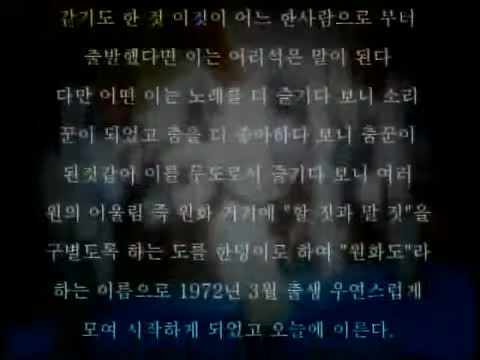 같기도 한 것 이것이 어느 한사람으로 부터
출발했다면 이는 어리석은 말이 된다
다만 어떤 이는 노래를 더 즐기다 보니 소리
꾼이 되었고 춤을 더 좋아하다 보니 춤꾼이
된것같아 이를 무도로서 즐기다 보니 여러
원의 어울림 즉 원화 거기에 "할 짓과 말 짓"을
구별도록 하는 도를 한덩이로 하여 "원화도"라
하는 이름으로 1972년 3월 출생 우연스럽게
모여 시작하게 되었고 오늘에 이른다.